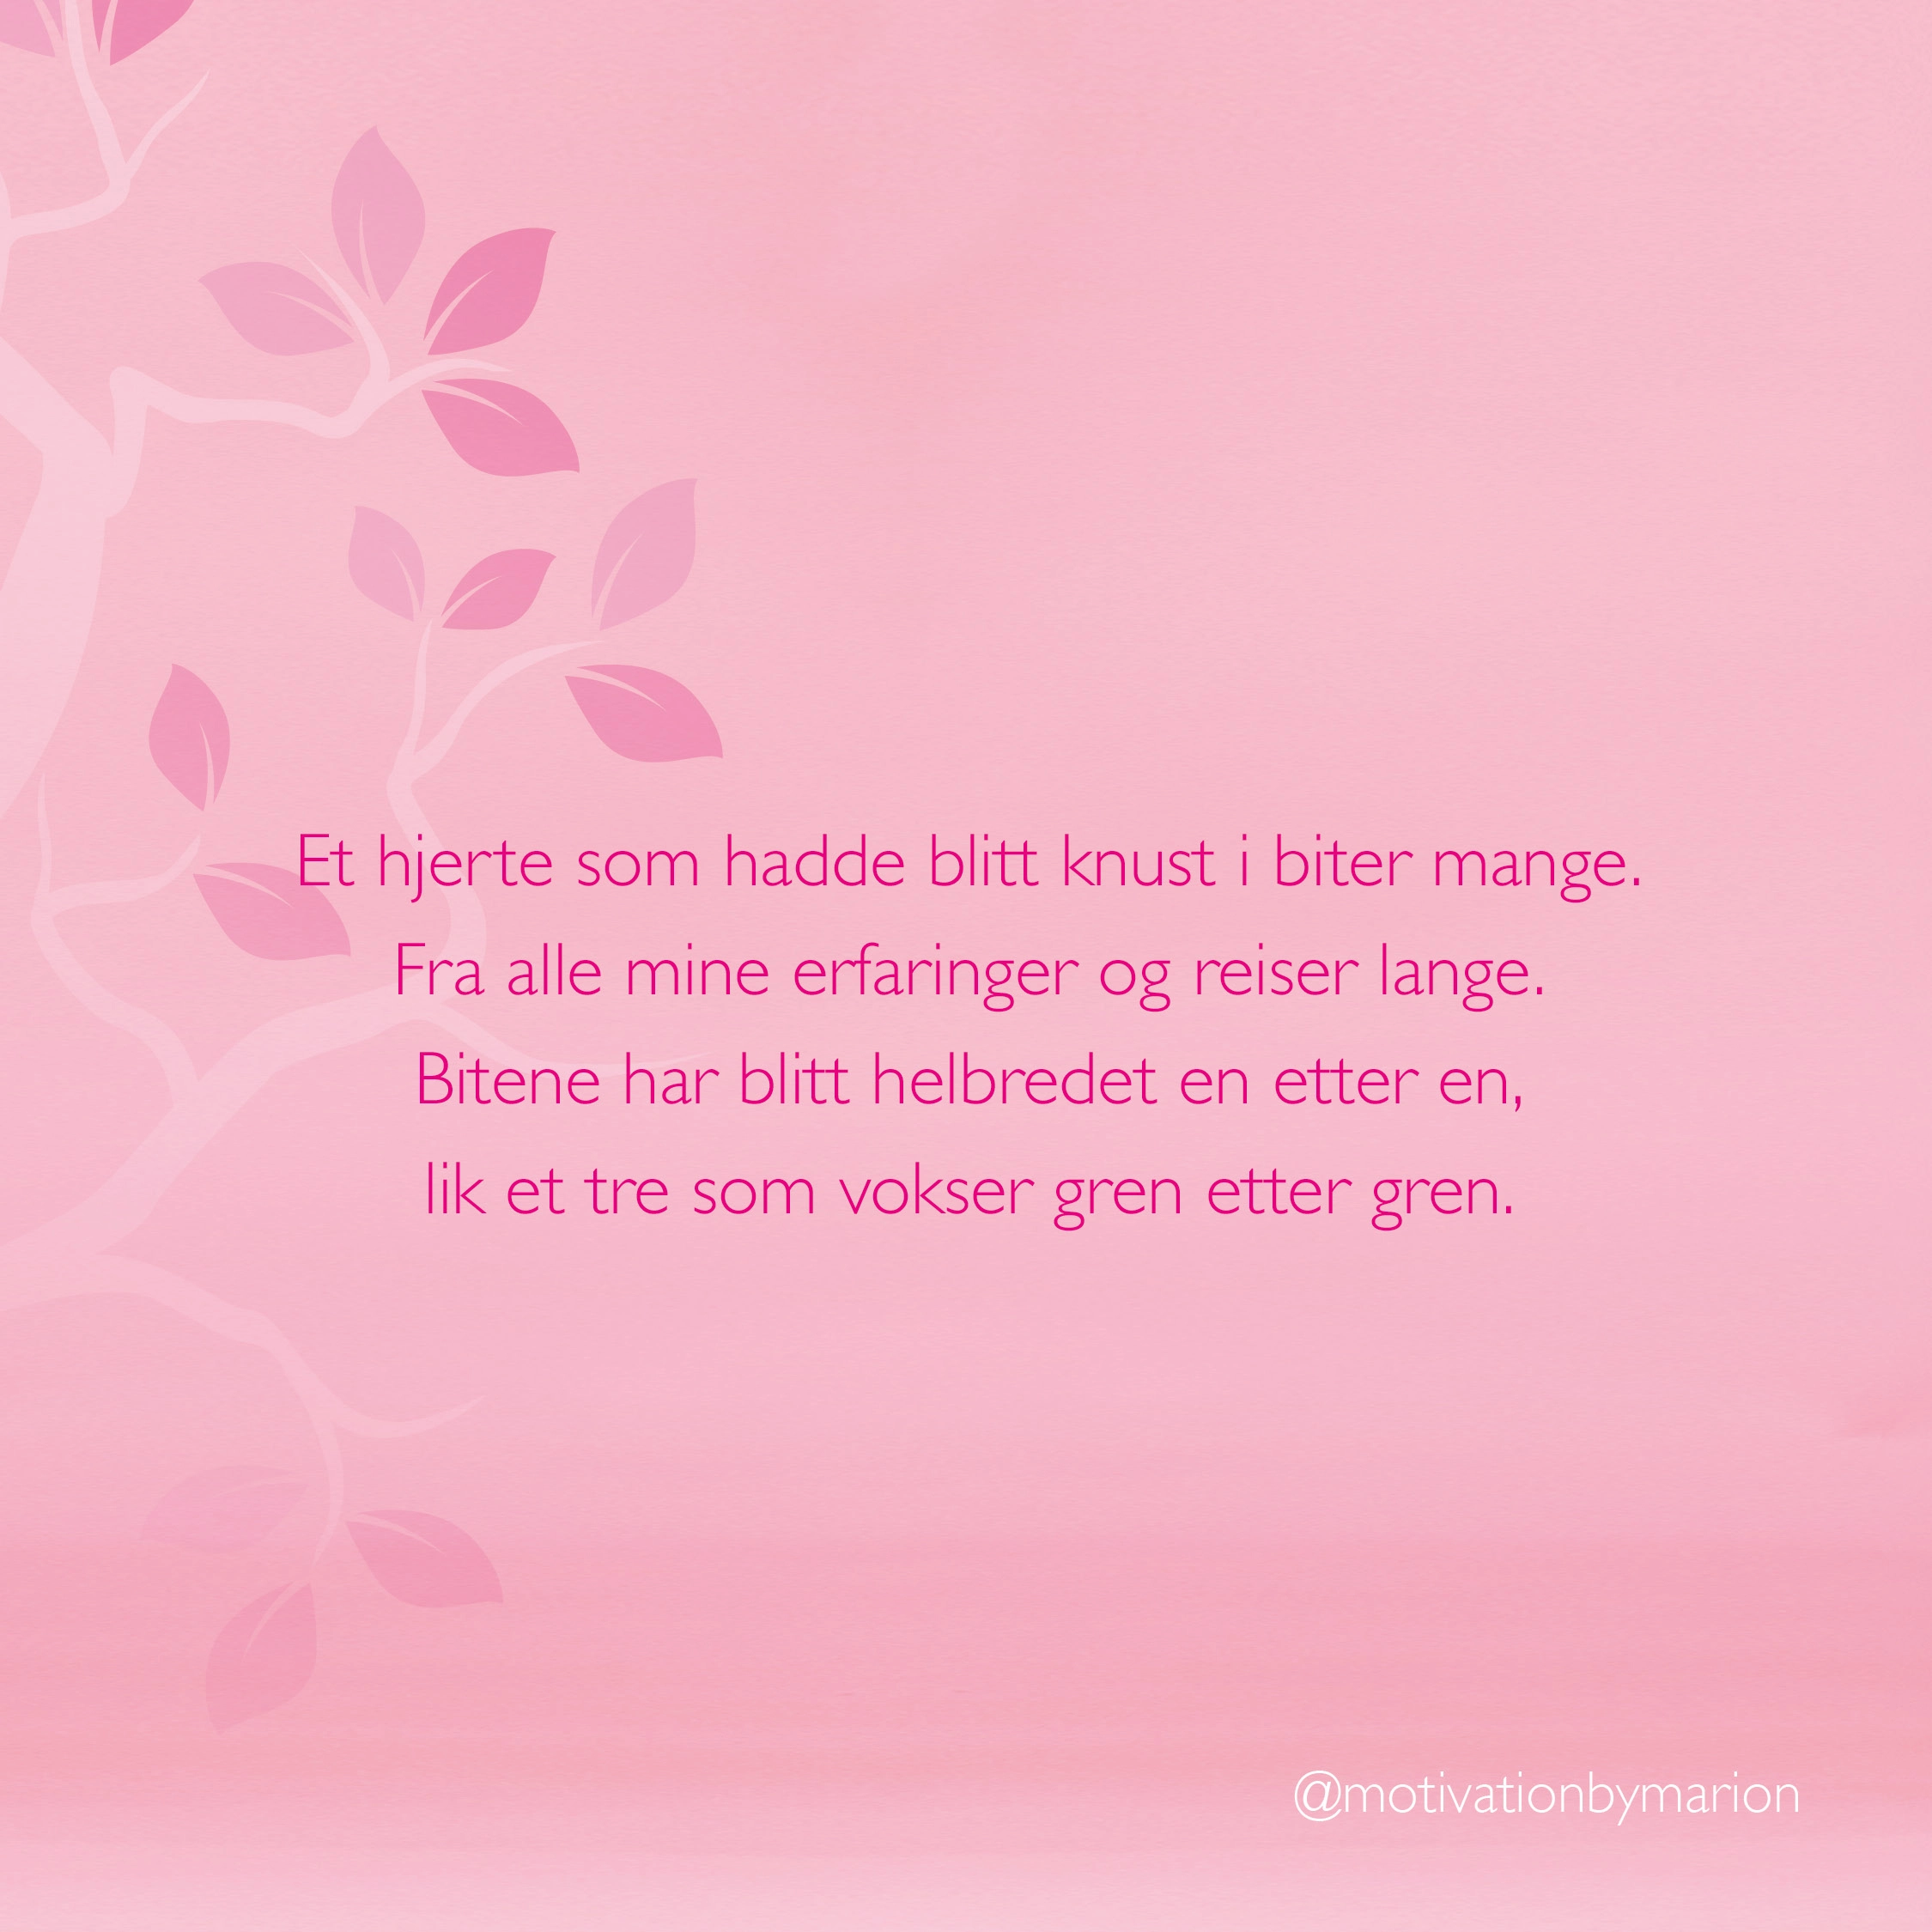 Et hjerte som hadde blitt knust i biter mange.
Fra alle mine erfaringer og reiser lange.
Bitene har blitt helbredet en etter en,
lik et tre som vokser gren etter gren.
@motivationbymarion